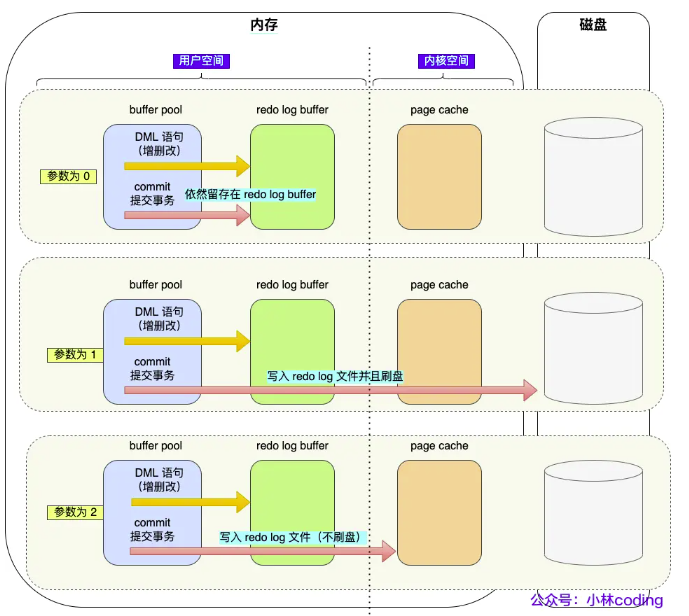 内存
磁盘
用户空间
内核空间
buffer pool
redo log buffer
page cache
DML 语句
（增删改）
参数为 0
commit
提交事务
依然留存在 redo log buffer
buffer pool
redo log buffer
page cache
DML 语句
（增删改）
参数为 1
commit
提交事务
写入 redo log 文件并且刷盘
buffer pool
redo log buffer
page cache
DML 语句
（增删改）
参数为 2
commit
提交事务
写入 redo log 文件（不刷盘）
公众号：小林coding